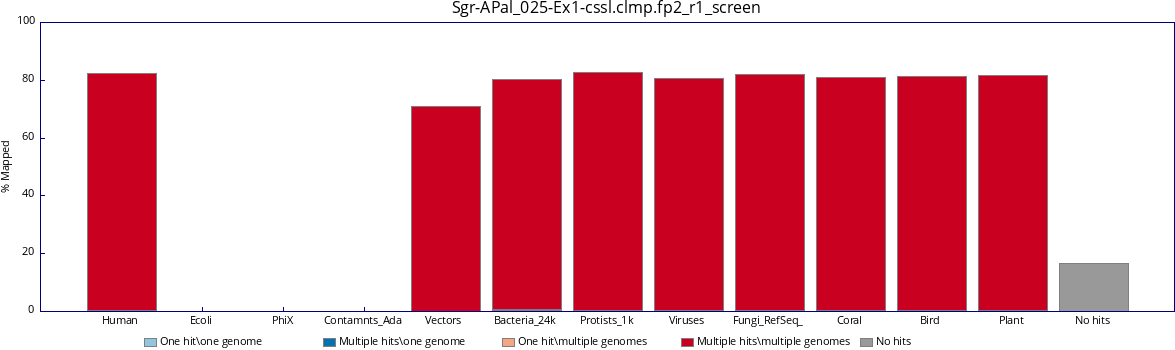 Sgr-APal_025-Ex1-cssl.clmp.fp2_r1_screen
100
80
60
40
20
0
% Mapped
Human Ecoli PhiX Contamnts_Ada Vectors Bacteria_24k Protists_1k Viruses Fungi_RefSeq_ Coral Bird Plant No hits
One hit\one genome Multiple hits\one genome One hit\multiple genomes Multiple hits\multiple genomes No hits